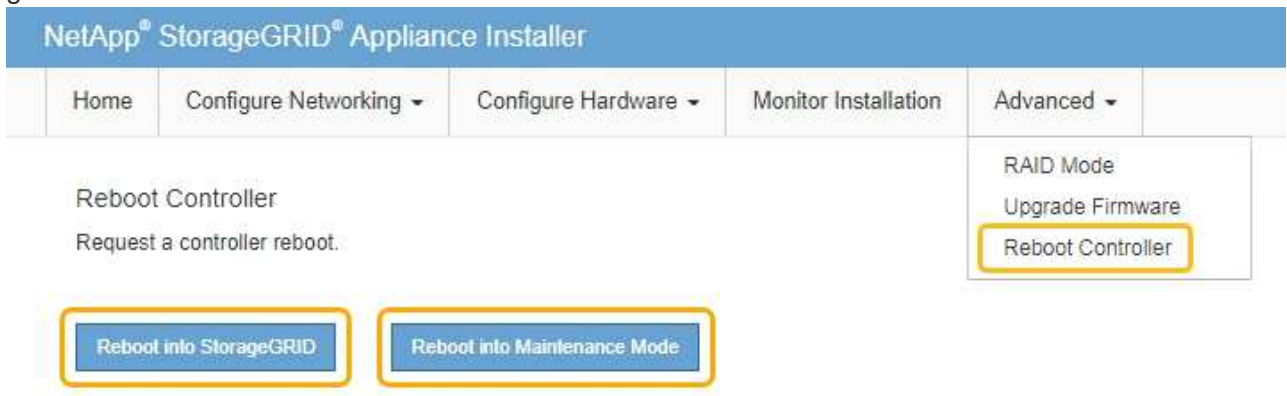 NetApp® StorageGRID® Appliance Installer
Home Configure Networking Configure Hardware Monitor Installation Advanced
RAID Mode
Upgrade Firmware
Reboot Controller
Reboot Controller
Request a controller reboot.
Reboot into StorageGRID Reboot into Maintenance Mode